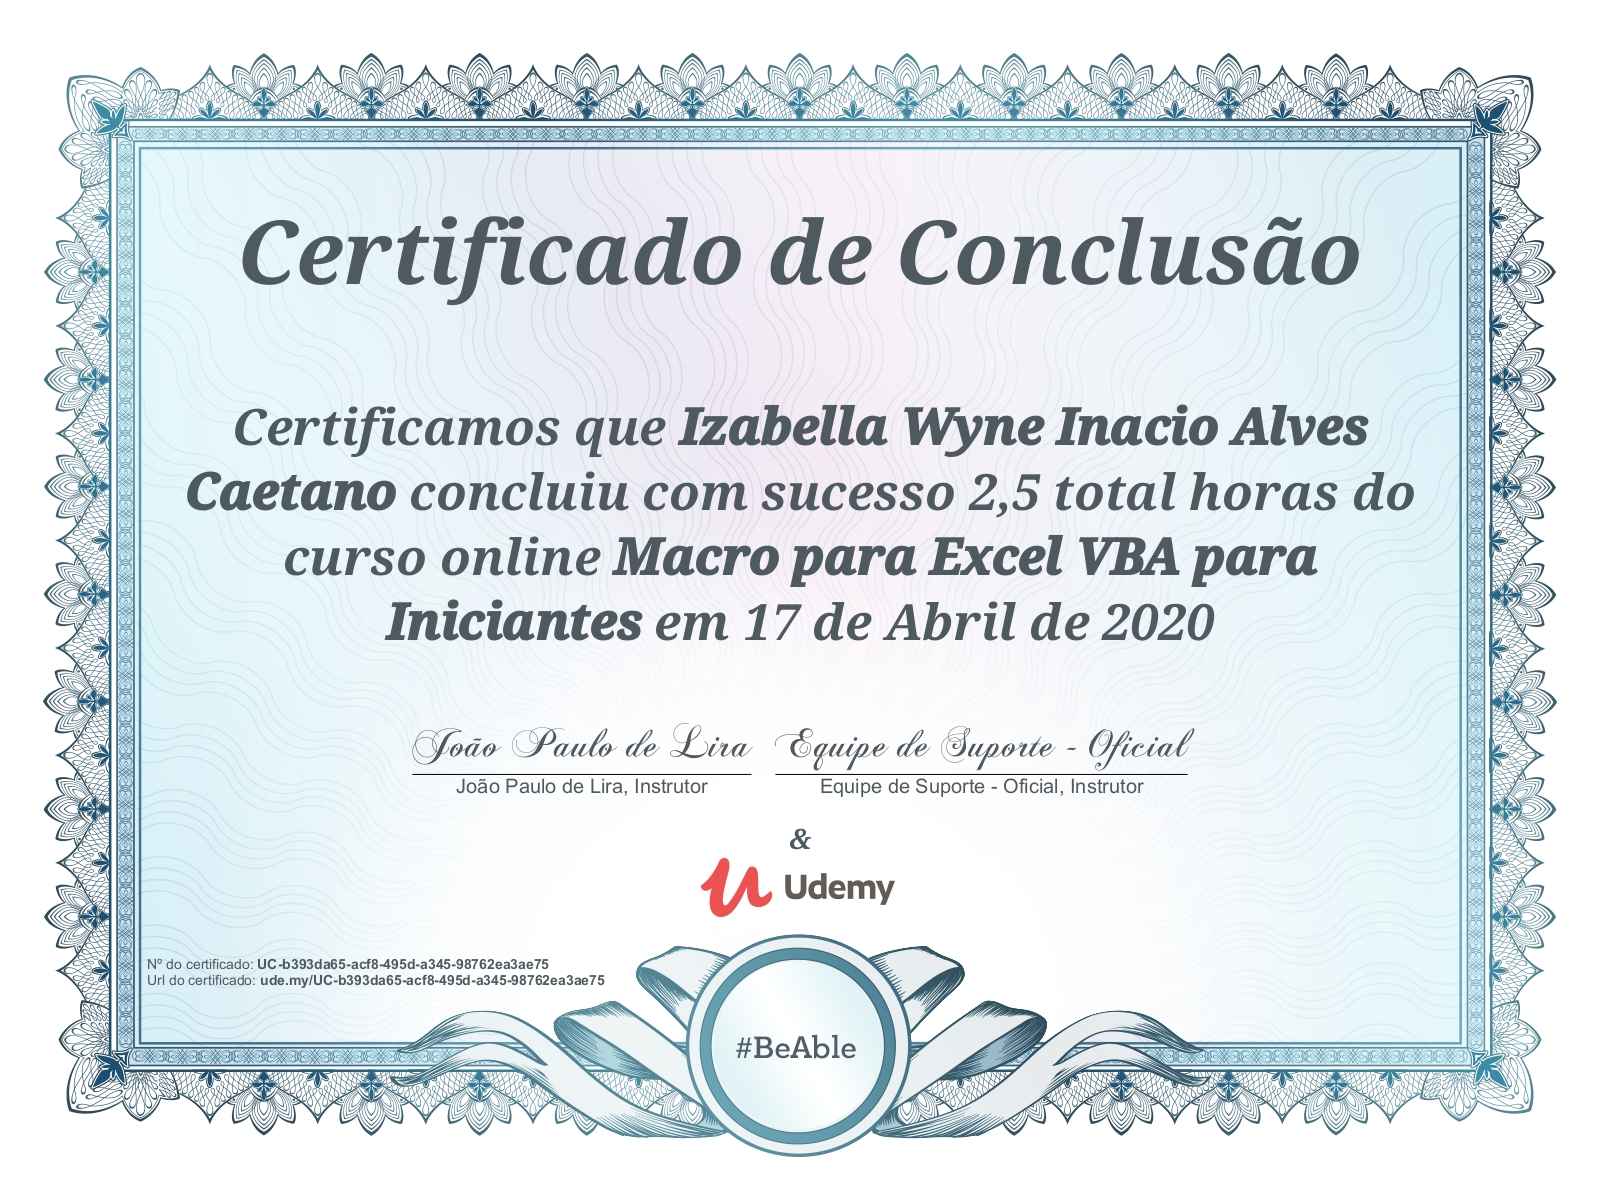 Certificado de Conclusão
Certificamos que Izabella Wyne Inacio Alves
Caetano concluiu com sucesso 2,5 total horas do
curso online Macro para Excel VBA para
Iniciantes em 17 de Abril de 2020
João Paulo de Lira Equipe de Suporte - Oficial
João Paulo de Lira, Instrutor Equipe de Suporte - Oficial, Instrutor
&
Udemy
Nº do certificado: UC-b393da65-acf8-495d-a345-98762ea3ae75
Url do certificado: ude.my/UC-b393da65-acf8-495d-a345-98762ea3ae75
#BeAble